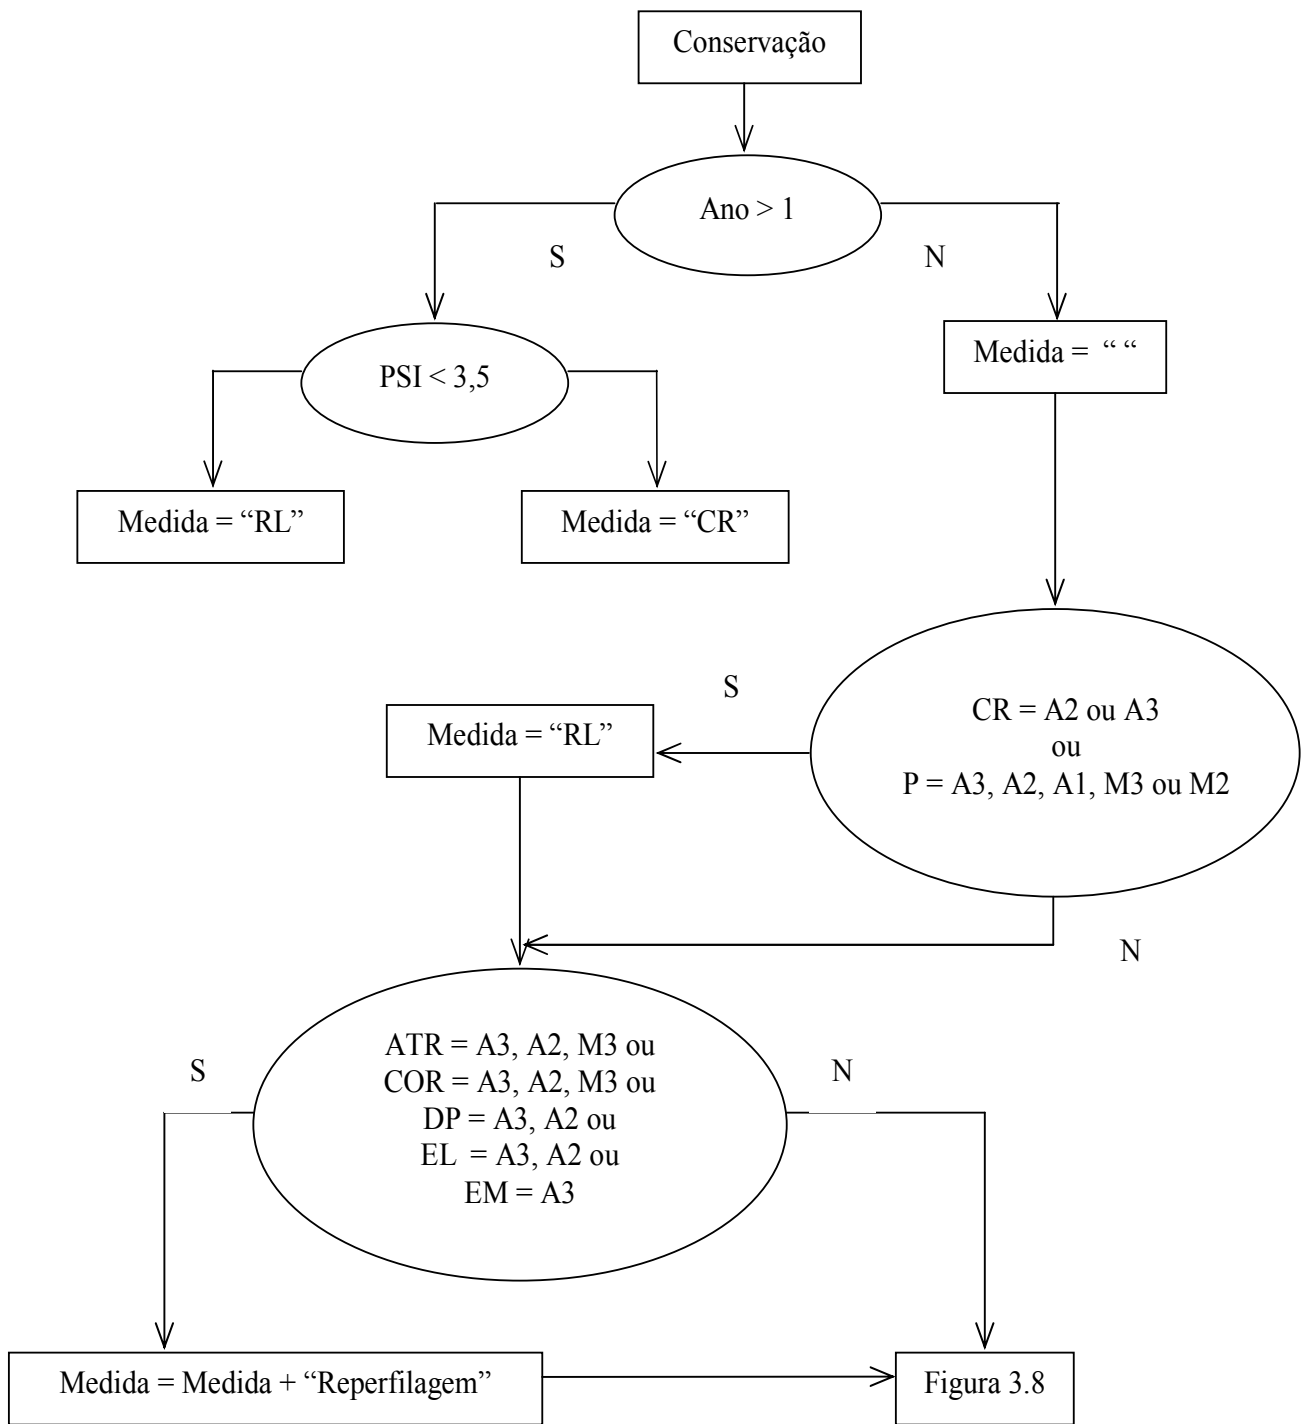 Conservação
Ano > 1
S
N
PSI < 3,5
Medida = “ “
Medida = “RL”
Medida = “CR”
S
Medida = “RL”
CR = A2 ou A3
ou
P = A3, A2, A1, M3 ou M2
N
ATR = A3, A2, M3 ou
COR = A3, A2, M3 ou
DP = A3, A2 ou
EL = A3, A2 ou
EM = A3
S
N
Medida = Medida + “Reperfilagem”
Figura 3.8